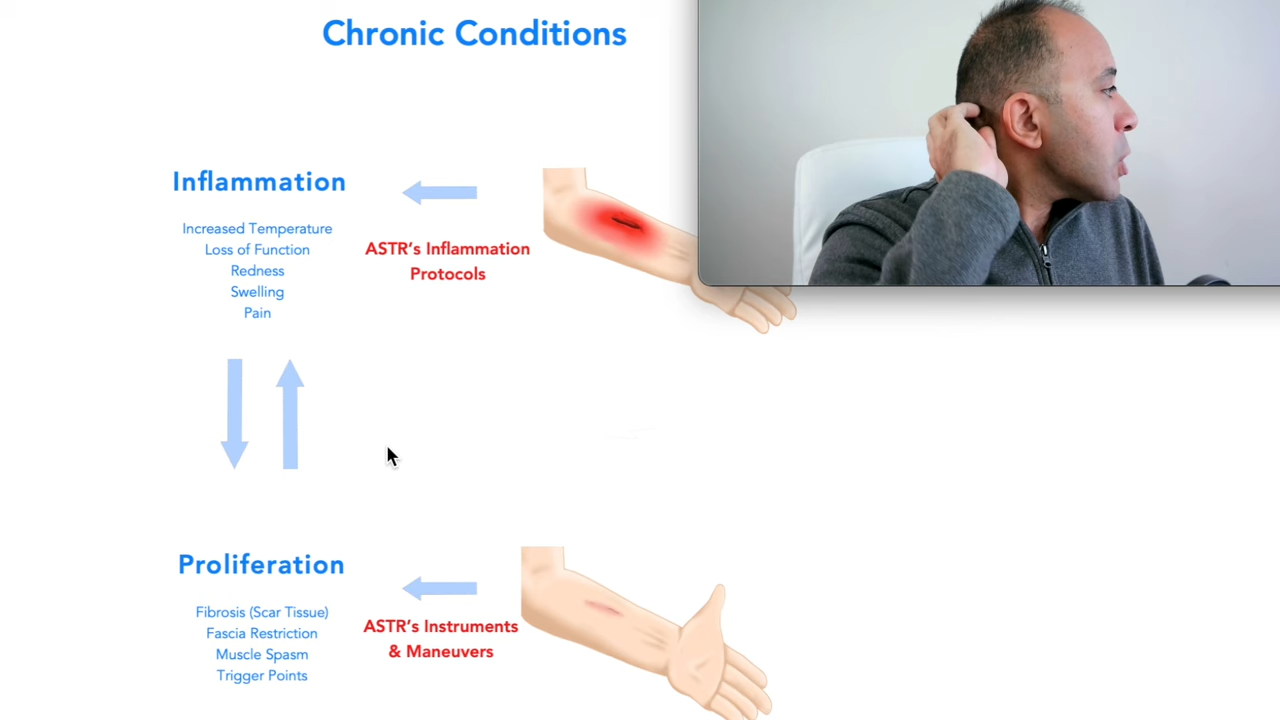 Chronic Conditions
Inflammation
Increased Temperature
Loss of Function
Redness
Swelling
Pain
ASTR's Inflammation
Protocols
Proliferation
Fibrosis (Scar Tissue)
Fascia Restriction
Muscle Spasm
Trigger Points
ASTR's Instruments
& Maneuvers